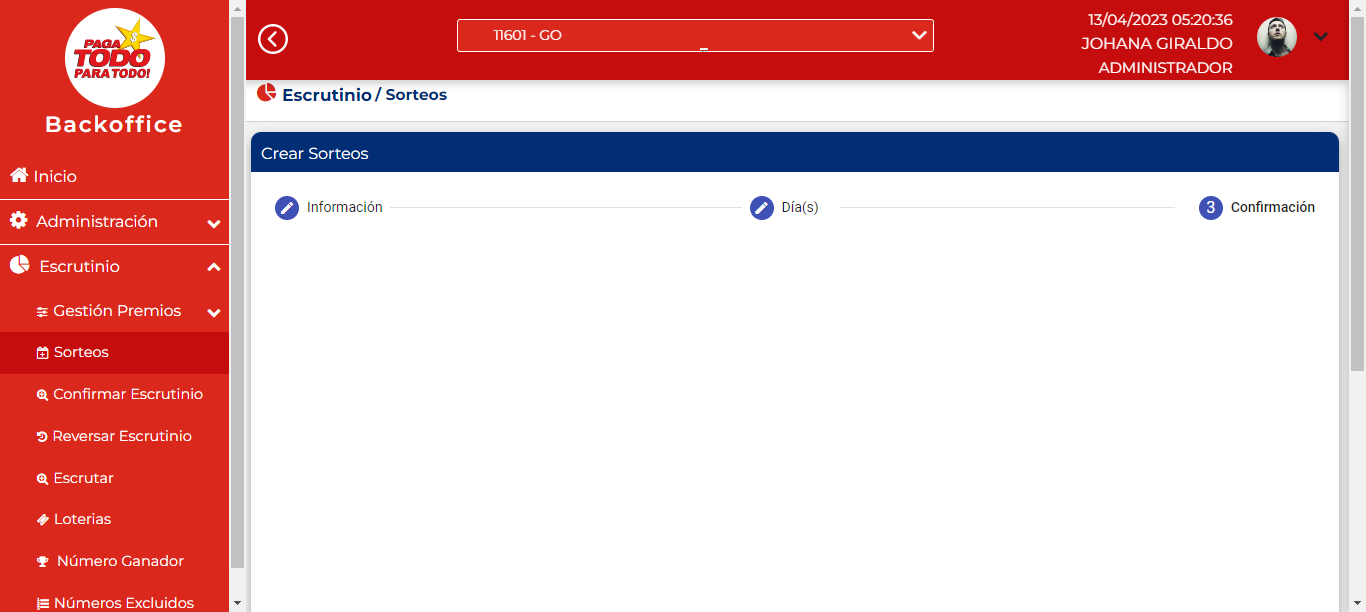 PAGA
TODO
PARA TODO!
Backoffice
Inicio
Administración
Escrutinio
Gestión Premios
Sorteos
Confirmar Escrutinio
Reversar Escrutinio
Escrutar
Loterias
Número Ganador
Números Excluidos
11601 - GO
13/04/2023 05:20:36
JOHANA GIRALDO
ADMINISTRADOR
Escrutinio / Sorteos
Crear Sorteos
Información
Día(s)
3 Confirmación